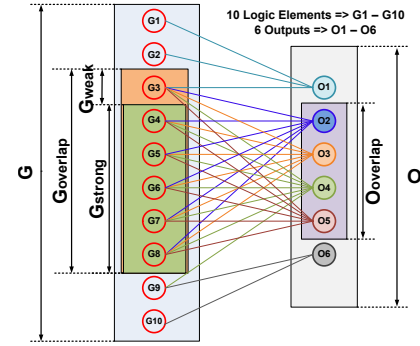 10 Logic Elements => G1 – G10
6 Outputs => O1 – O6
G
Goverlap
Gweak
Gstrong
G1
G2
G3
G4
G5
G6
G7
G8
G9
G10
O1
O2
O3
O4
O5
O6
Ooverlap
O